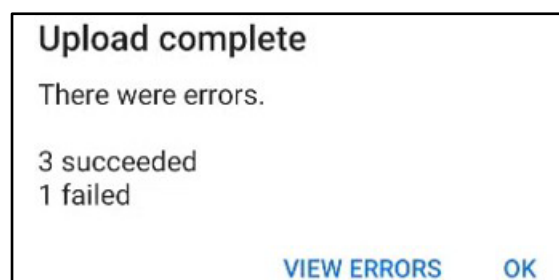 Upload complete
There were errors.
3 succeeded
1 failed
VIEW ERRORS OK